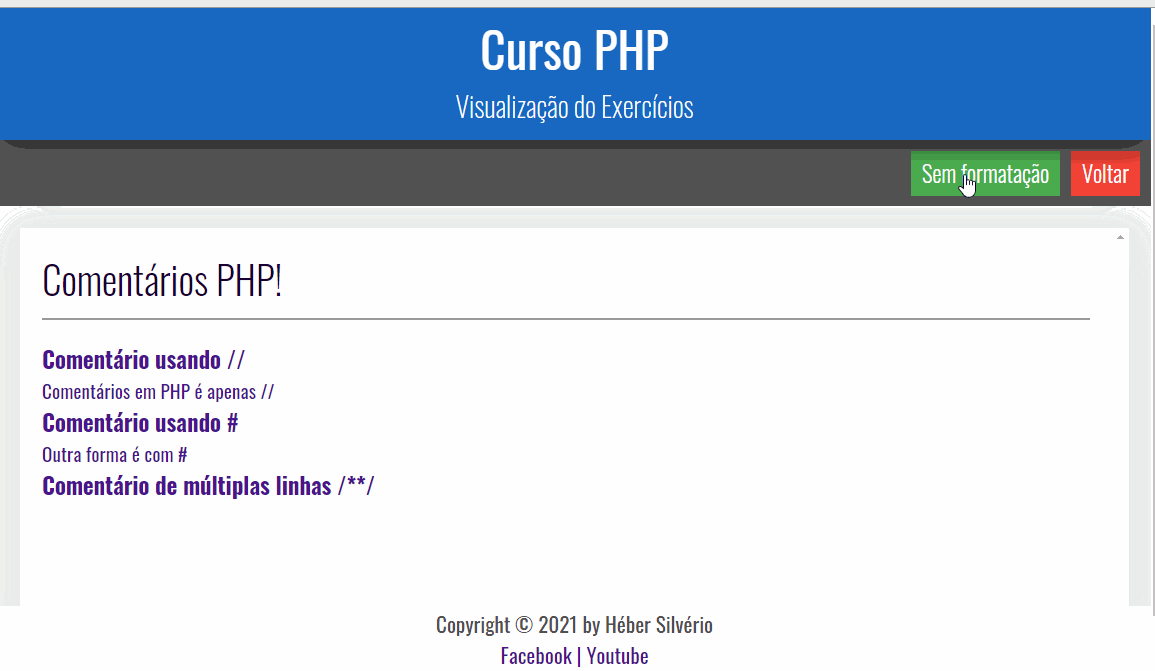 Curso PHP
Visualização do Exercícios
Sem formatação Voltar
Comentários PHP!
Comentário usando //
Comentários em PHP é apenas //
Comentário usando #
Outra forma é com #
Comentário de múltiplas linhas /**/
Copyright © 2021 by Héber Silvério
Facebook | Youtube